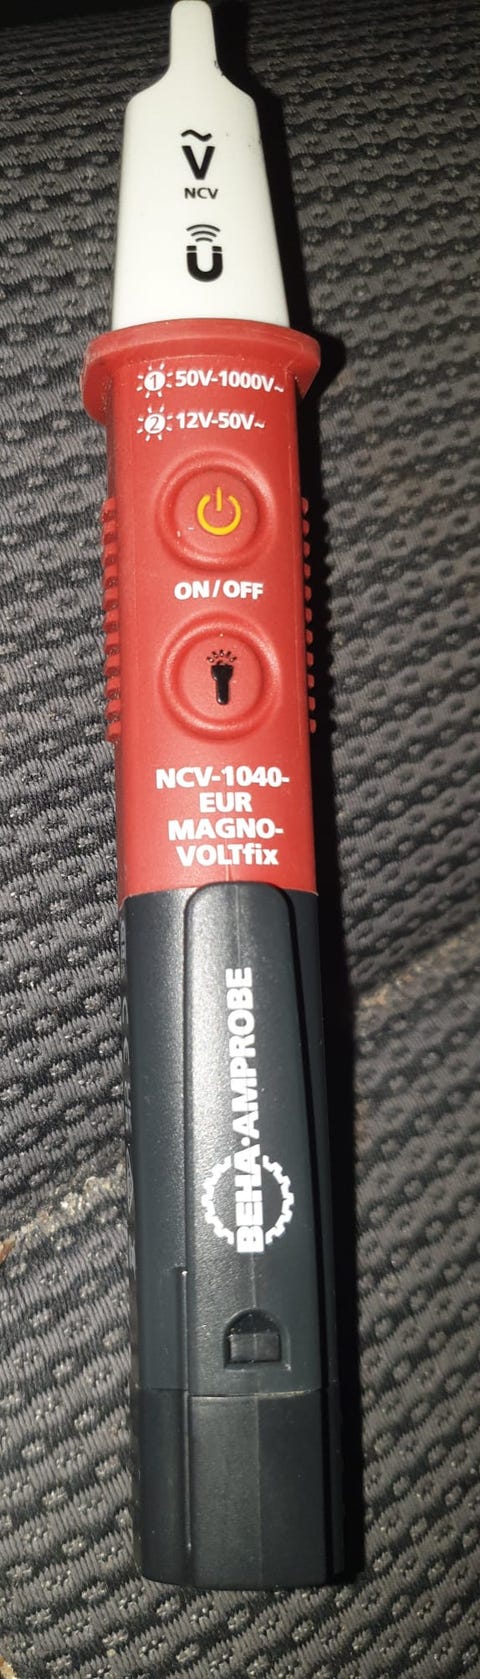 Ṽ
NCV
1 50V-1000V~
2 12V-50V~
ON/OFF
NCV-1040-
EUR
MAGNO-
VOLTfix
BEHA-AMPROBE